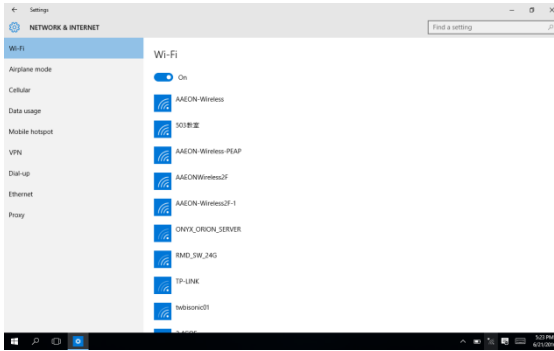 Settings
NETWORK & INTERNET
Find a setting
Wi-Fi
Airplane mode
Cellular
Data usage
Mobile hotspot
VPN
Dial-up
Ethernet
Proxy
Wi-Fi
On
AAEON-Wireless
503教室
AAEON-Wireless-PEAP
AAEONWireless2F
AAEON-Wireless2F-1
ONYX_ORION_SERVER
RMD_SW_24G
TP-LINK
twbisonic01
5:23 PM